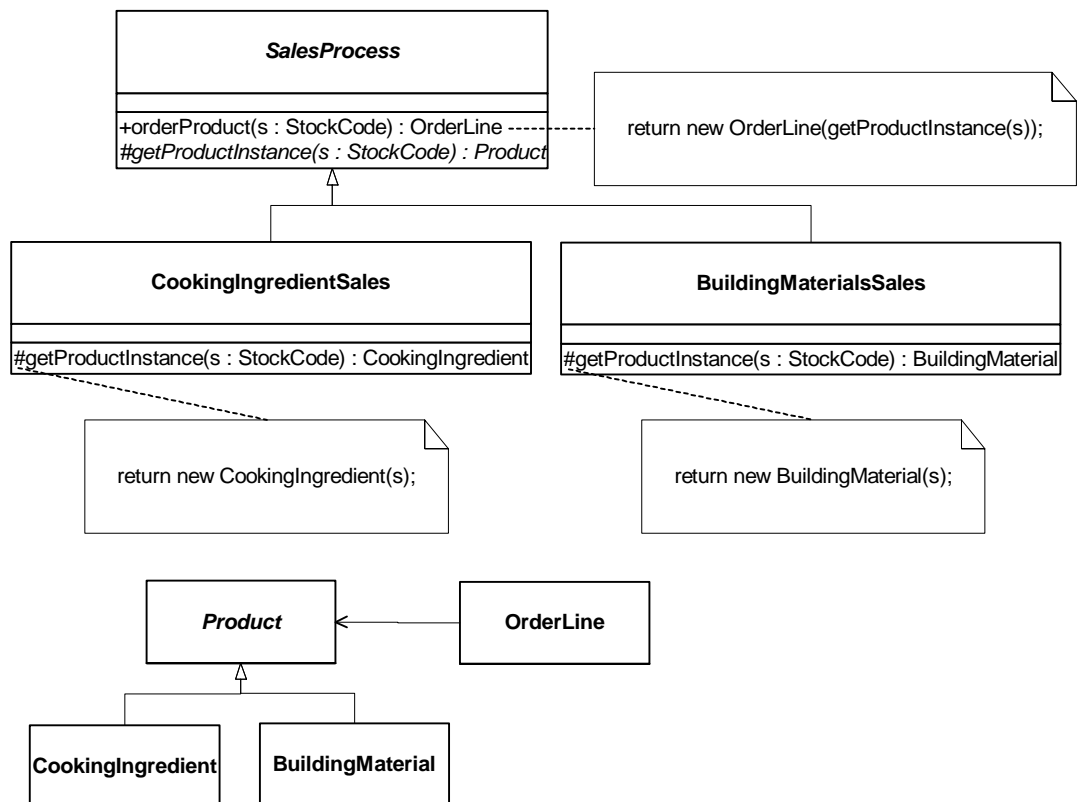 SalesProcess
+orderProduct(s : StockCode) : OrderLine
#getProductInstance(s : StockCode) : Product
return new OrderLine(getProductInstance(s));
CookingIngredientSales
#getProductInstance(s : StockCode) : CookingIngredient
BuildingMaterialsSales
#getProductInstance(s : StockCode) : BuildingMaterial
return new CookingIngredient(s);
return new BuildingMaterial(s);
Product
OrderLine
CookingIngredient
BuildingMaterial